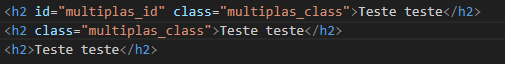 <h2 id="multiplas_id" class="multiplas_class">Teste teste</h2>
<h2 class="multiplas_class">Teste teste</h2>
<h2>Teste teste</h2>